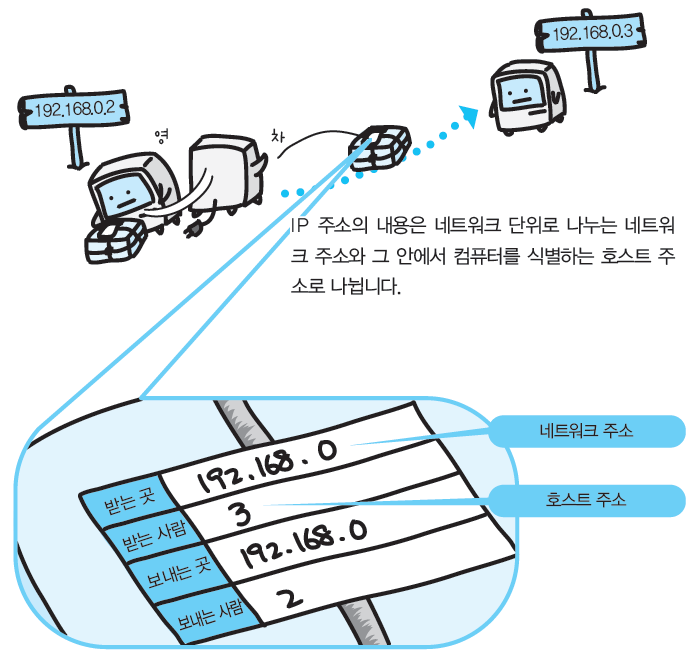 192.168.0.3
192.168.0.2
영
차
IP 주소의 내용은 네트워크 단위로 나누는 네트워
크 주소와 그 안에서 컴퓨터를 식별하는 호스트 주
소로 나뉩니다.
네트워크 주소
받는 곳 192.168.0
호스트 주소
받는 사람 3
보내는 곳 192.168.0
보내는 사람 2